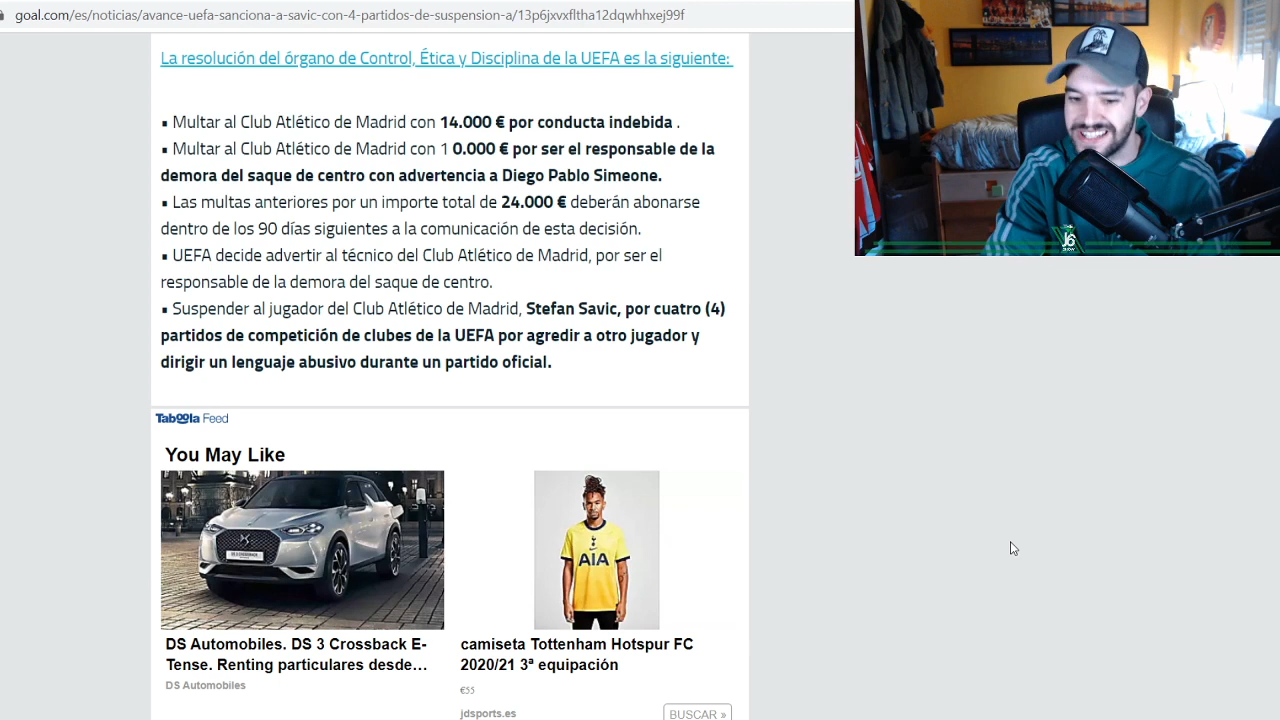 goal.com/es/noticias/avance-uefa-sanciona-a-savic-con-4-partidos-de-suspension-a/13p6jxvxfltha12dqwhhxej99f
La resolución del órgano de Control, Ética y Disciplina de la UEFA es la siguiente:
▪ Multar al Club Atlético de Madrid con 14.000 € por conducta indebida .
▪ Multar al Club Atlético de Madrid con 1 0.000 € por ser el responsable de la
demora del saque de centro con advertencia a Diego Pablo Simeone.
▪ Las multas anteriores por un importe total de 24.000 € deberán abonarse
dentro de los 90 días siguientes a la comunicación de esta decisión.
▪ UEFA decide advertir al técnico del Club Atlético de Madrid, por ser el
responsable de la demora del saque de centro.
▪ Suspender al jugador del Club Atlético de Madrid, Stefan Savic, por cuatro (4)
partidos de competición de clubes de la UEFA por agredir a otro jugador y
dirigir un lenguaje abusivo durante un partido oficial.
Taboola Feed
You May Like
AIA
DS Automobiles. DS 3 Crossback E-
Tense. Renting particulares desde...
DS Automobiles
camiseta Tottenham Hotspur FC
2020/21 3ª equipación
€55
jdsports.es
BUSCAR »
J6